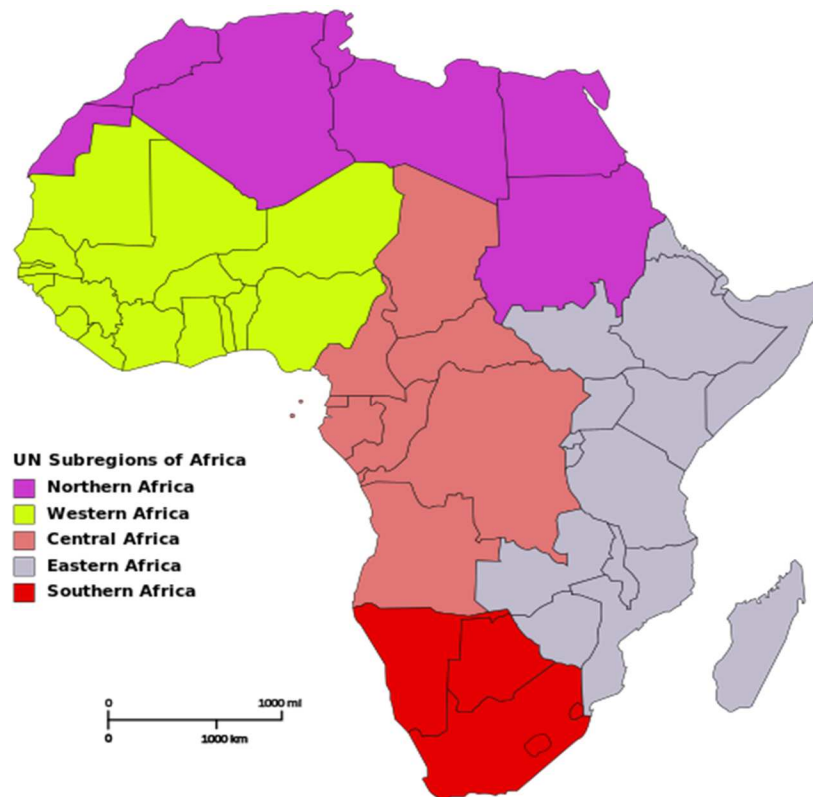 UN Subregions of Africa
Northern Africa
Western Africa
Central Africa
Eastern Africa
Southern Africa
0 1000 mi
0 1000 km